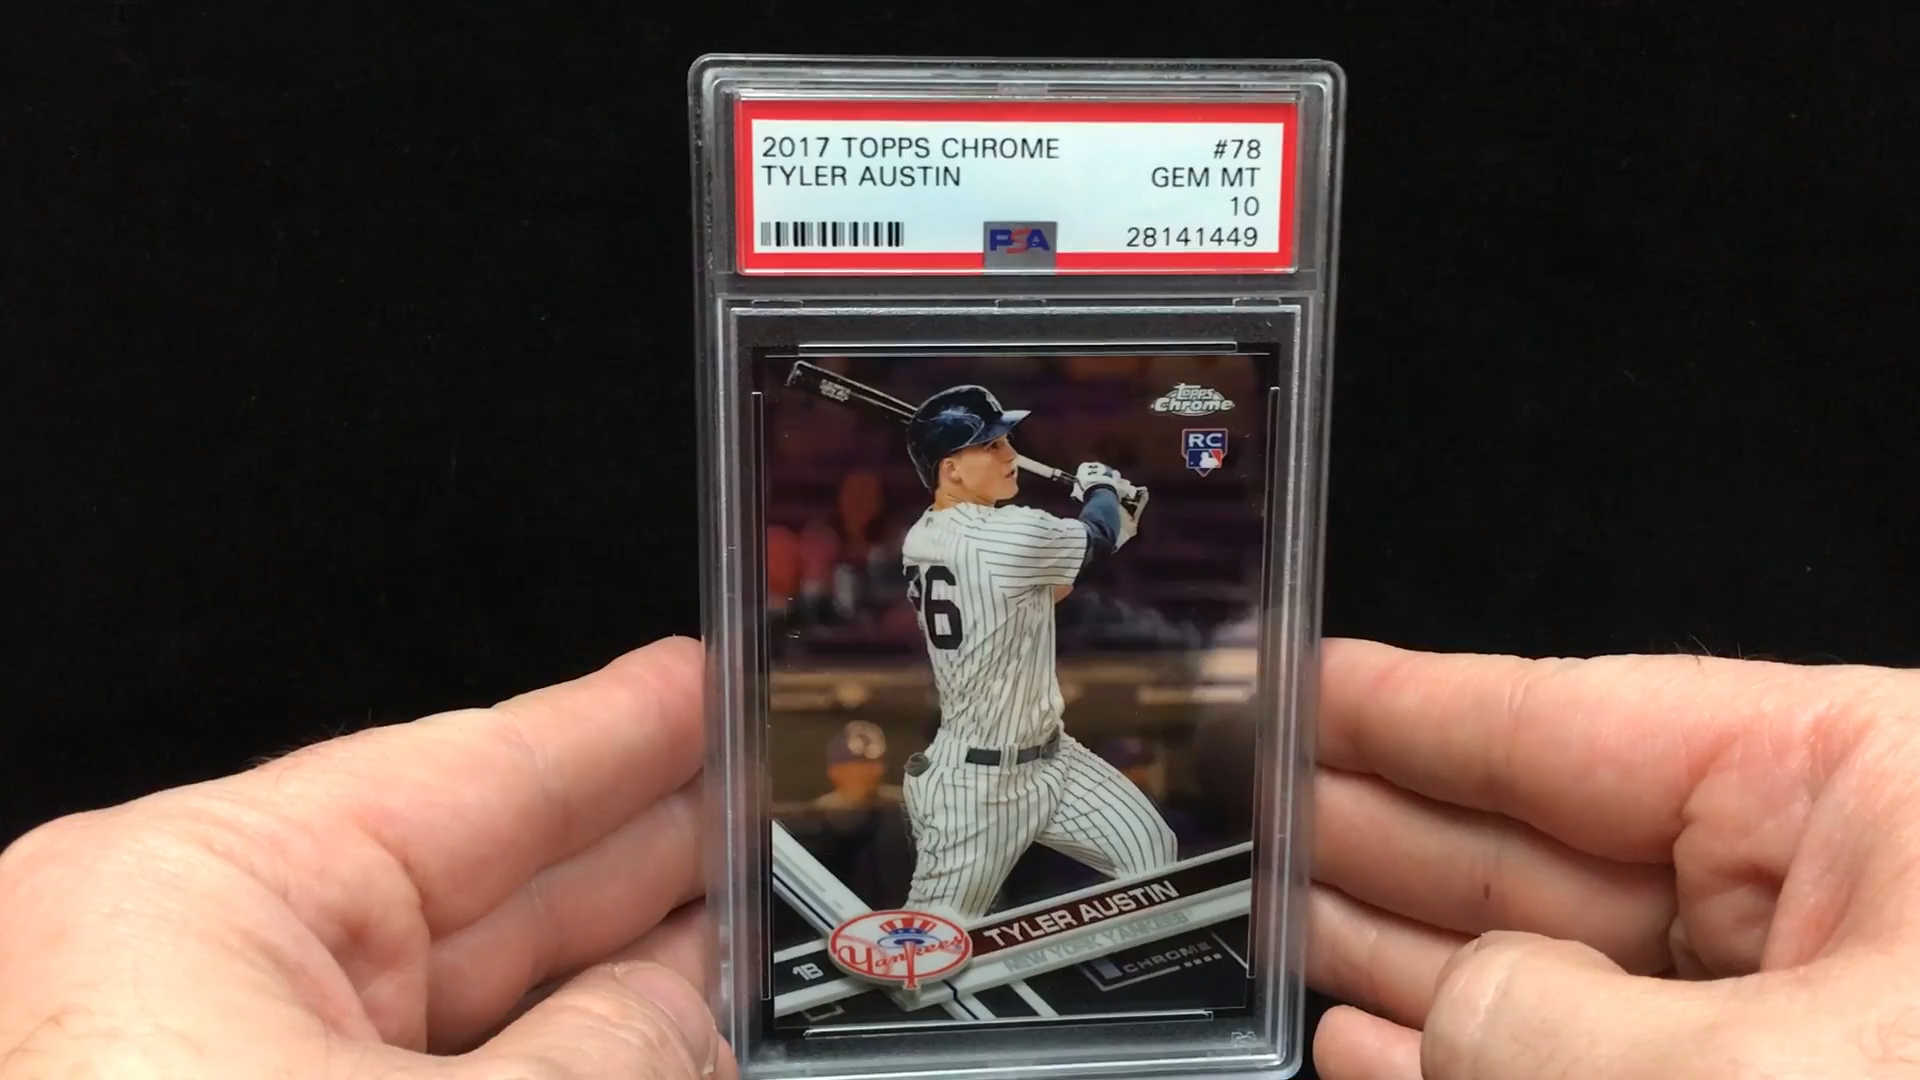 2017 TOPPS CHROME #78
TYLER AUSTIN GEM MT
10
PSA 28141449
Topps
Chrome
RC
26
TYLER AUSTIN
NEW YORK YANKEES
Yankees
1B
CHROME